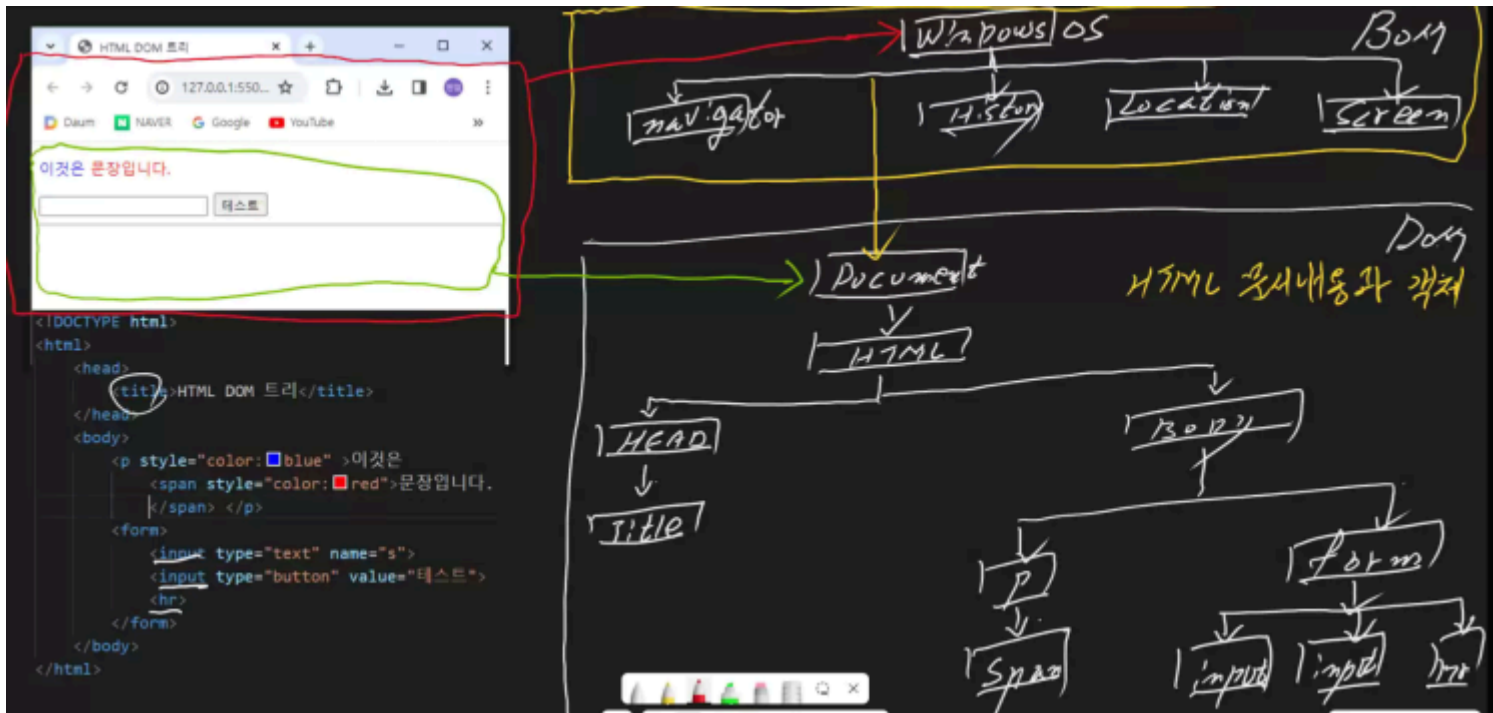 HTML DOM 트리
127.0.0.1:550...
Daum NAVER Google YouTube
이것은 문장입니다.
테스트
<!DOCTYPE html>
<html>
<head>
<title>HTML DOM 트리</title>
</head>
<body>
<p style="color:blue" >이것은
<span style="color:red">문장입니다.
</span> </p>
<form>
<input type="text" name="s">
<input type="button" value="테스트">
<hr>
</form>
</body>
</html>
Windows OS
BOM
navigator History Location Screen
DOM
Document
HTML 문서내용과 객체
HTML
HEAD
BODY
Title
P
form
Span
input input hr